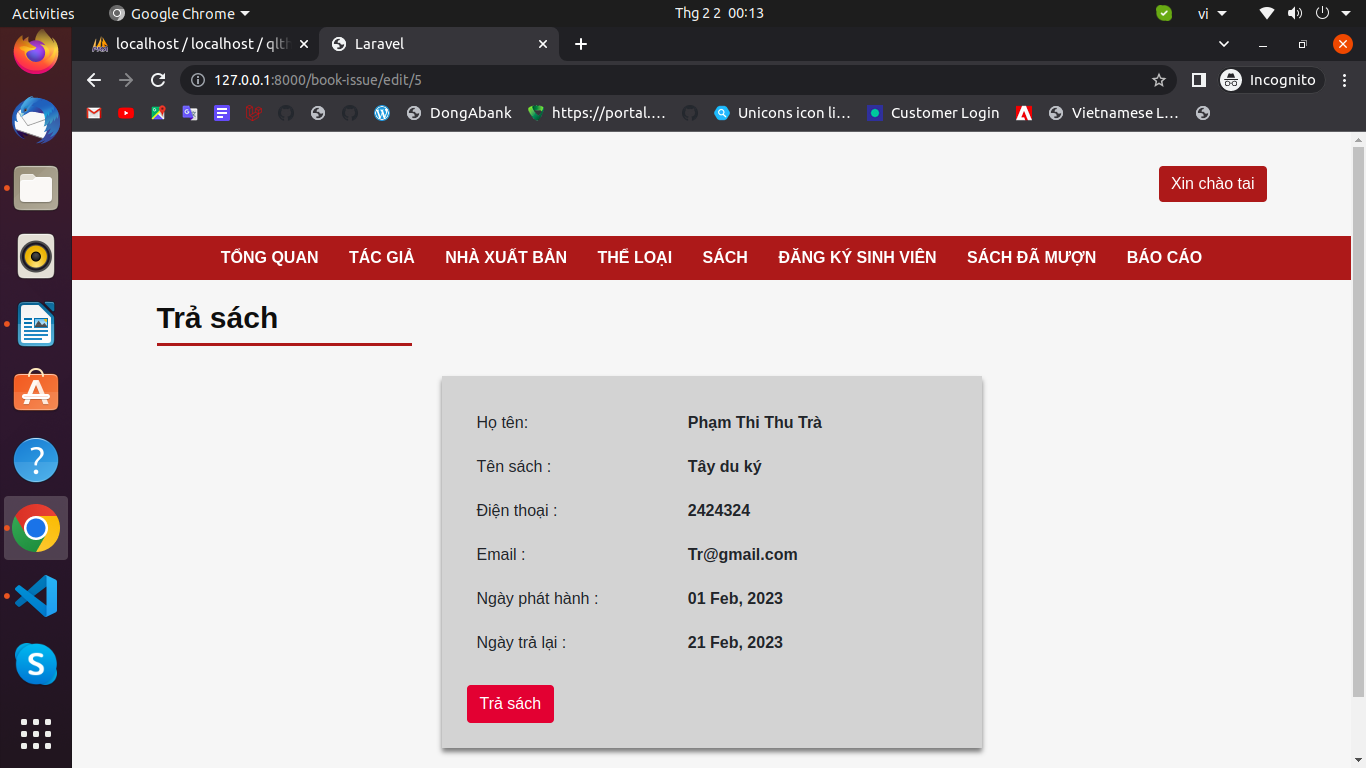 Activities Google Chrome Thg 2 2 00:13 vi
localhost / localhost / qlth Laravel
127.0.0.1:8000/book-issue/edit/5 Incognito
DongAbank https://portal.... Unicons icon li... Customer Login Vietnamese L...
Xin chào tai
TỔNG QUAN TÁC GIẢ NHÀ XUẤT BẢN THỂ LOẠI SÁCH ĐĂNG KÝ SINH VIÊN SÁCH ĐÃ MƯỢN BÁO CÁO
Trả sách
Họ tên: Phạm Thi Thu Trà
Tên sách : Tây du ký
Điện thoại : 2424324
Email : Tr@gmail.com
Ngày phát hành : 01 Feb, 2023
Ngày trả lại : 21 Feb, 2023
Trả sách